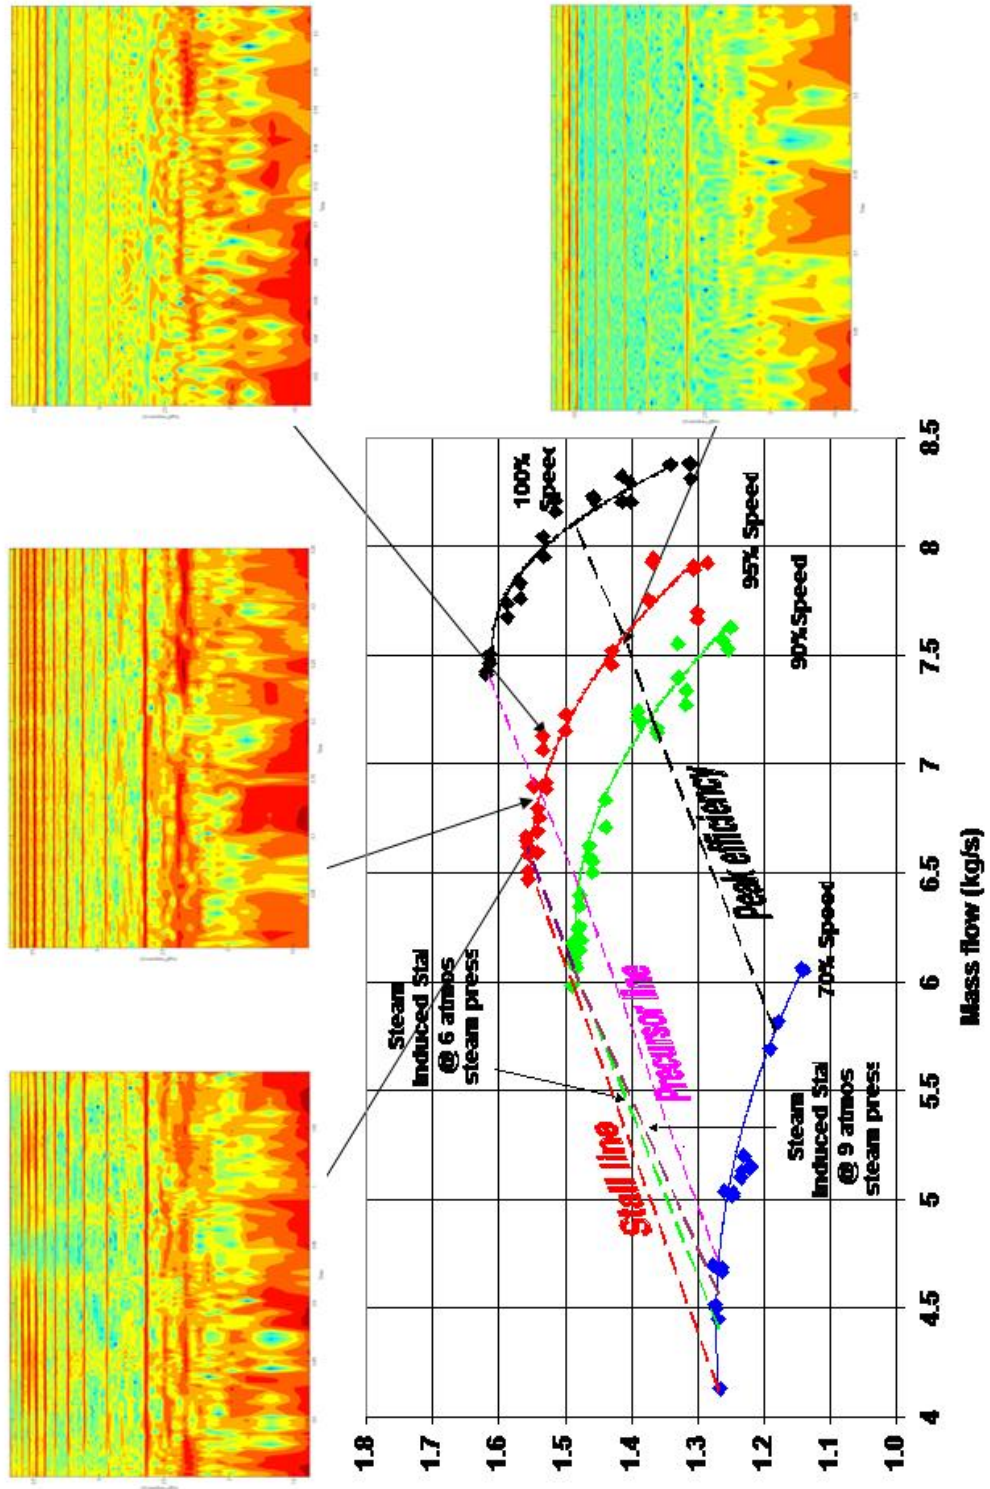 100%
Speed
95% Speed
90%Speed
70% Speed
Peak efficiency
Precursor line
Stall line
Steam
Induced Stal
@ 6 atmos
steam press
Steam
Induced Stal
@ 9 atmos
steam press
1.8
1.7
1.6
1.5
1.4
1.3
1.2
1.1
1.0
4
4.5
5
5.5
6
6.5
7
7.5
8
8.5
Mass flow (kg/s)